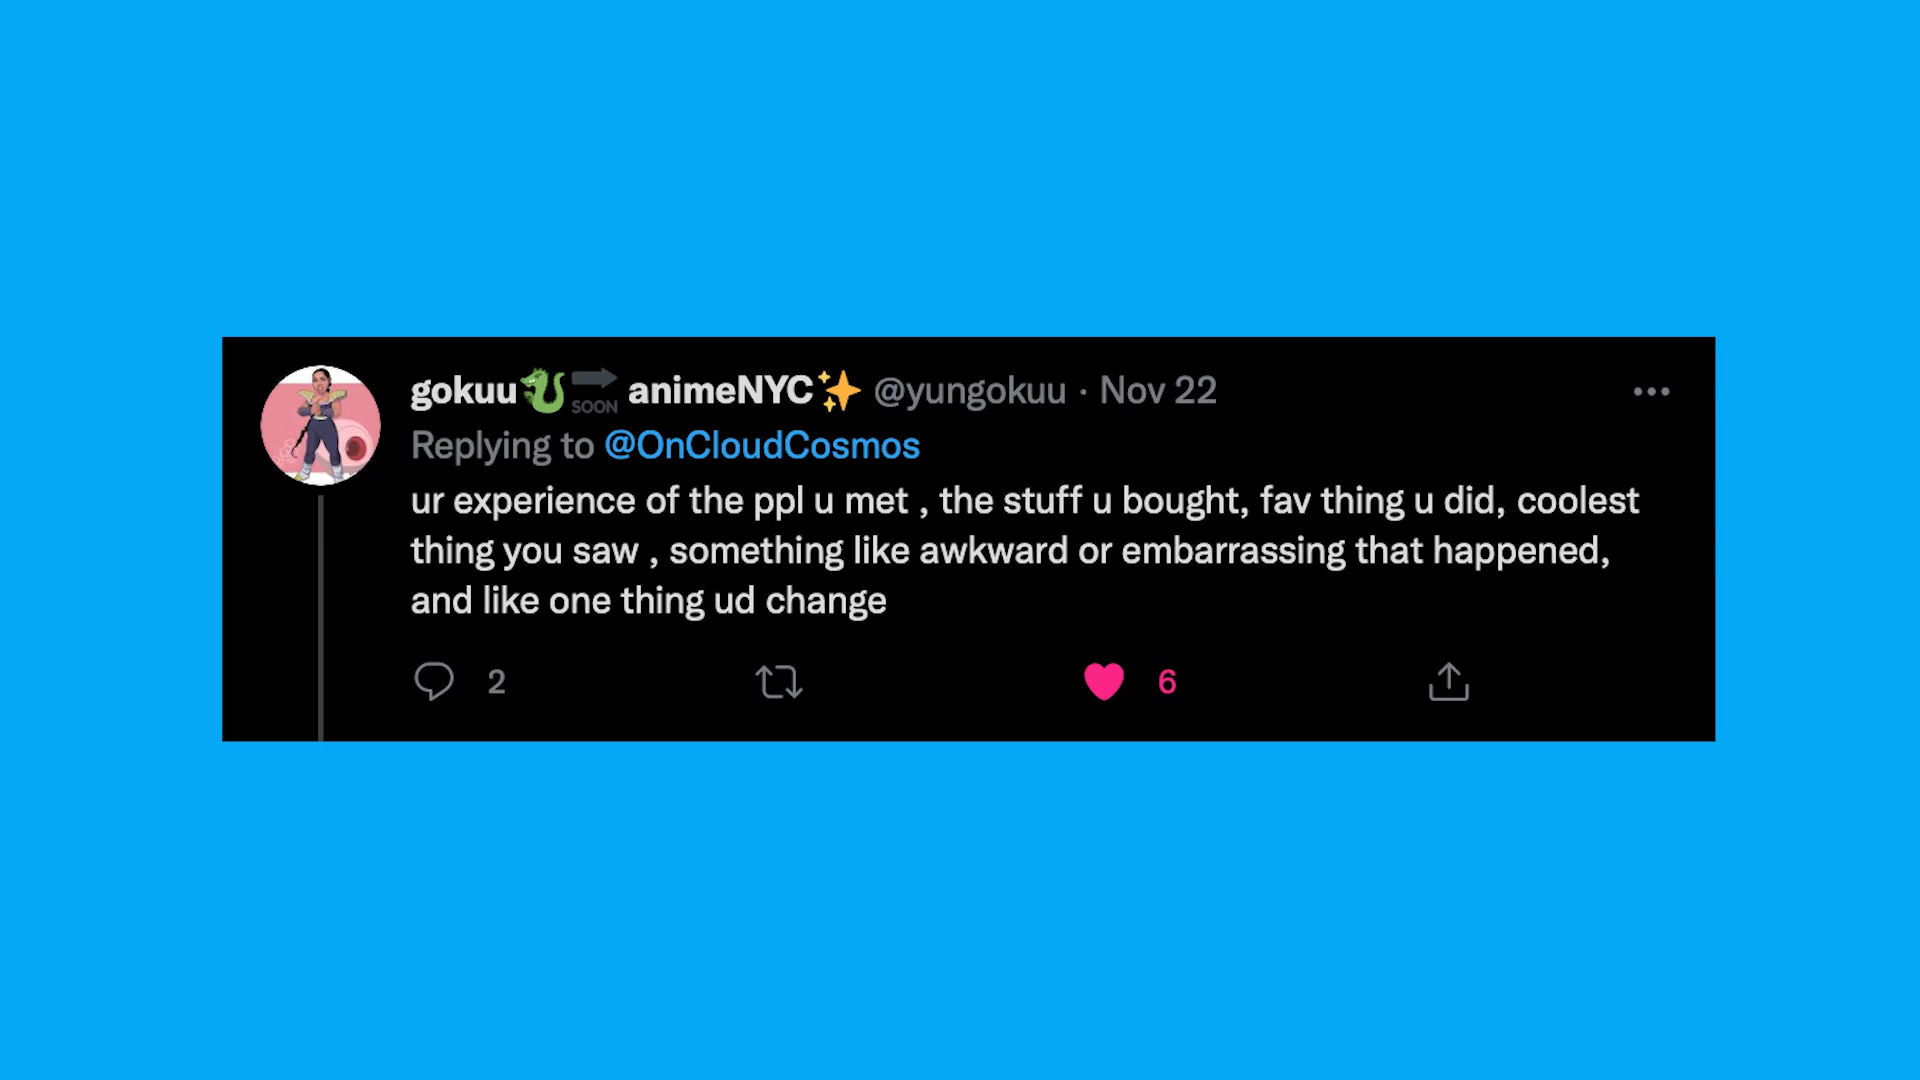 gokuu🐉🔜 animeNYC✨ @yungokuu · Nov 22
Replying to @OnCloudCosmos
ur experience of the ppl u met , the stuff u bought, fav thing u did, coolest
thing you saw , something like awkward or embarrassing that happened,
and like one thing ud change
2 6